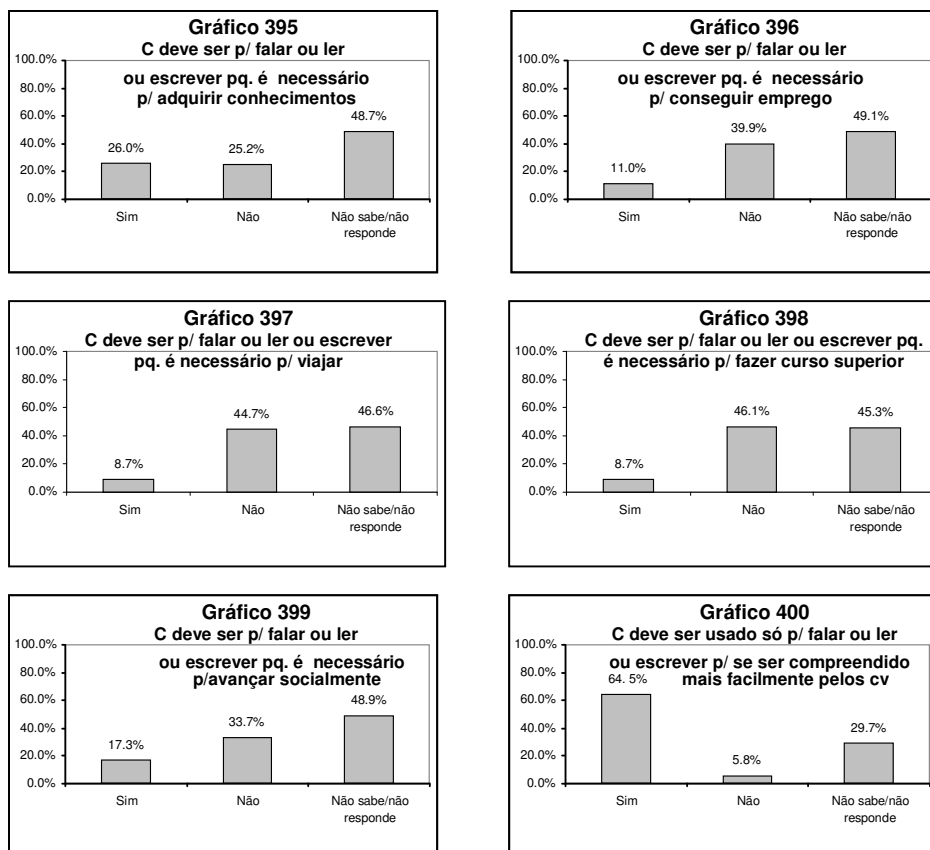 Gráfico 395
C deve ser p/ falar ou ler
ou escrever pq. é necessário
p/ adquirir conhecimentos
100.0%
80.0%
60.0%
40.0%
20.0%
0.0%
26.0%
25.2%
48.7%
Sim
Não
Não sabe/não
responde
Gráfico 396
C deve ser p/ falar ou ler
ou escrever pq. é necessário
p/ conseguir emprego
100.0%
80.0%
60.0%
40.0%
20.0%
0.0%
11.0%
39.9%
49.1%
Sim
Não
Não sabe/não
responde
Gráfico 397
C deve ser p/ falar ou ler ou escrever
pq. é necessário p/ viajar
100.0%
80.0%
60.0%
40.0%
20.0%
0.0%
8.7%
44.7%
46.6%
Sim
Não
Não sabe/não
responde
Gráfico 398
C deve ser p/ falar ou ler ou escrever pq.
é necessário p/ fazer curso superior
100.0%
80.0%
60.0%
40.0%
20.0%
0.0%
8.7%
46.1%
45.3%
Sim
Não
Não sabe/não
responde
Gráfico 399
C deve ser p/ falar ou ler
ou escrever pq. é necessário
p/avançar socialmente
100.0%
80.0%
60.0%
40.0%
20.0%
0.0%
17.3%
33.7%
48.9%
Sim
Não
Não sabe/não
responde
Gráfico 400
C deve ser usado só p/ falar ou ler
ou escrever p/ se ser compreendido
mais facilmente pelos cv
100.0%
80.0%
60.0%
40.0%
20.0%
0.0%
64. 5%
5.8%
29.7%
Sim
Não
Não sabe/não
responde